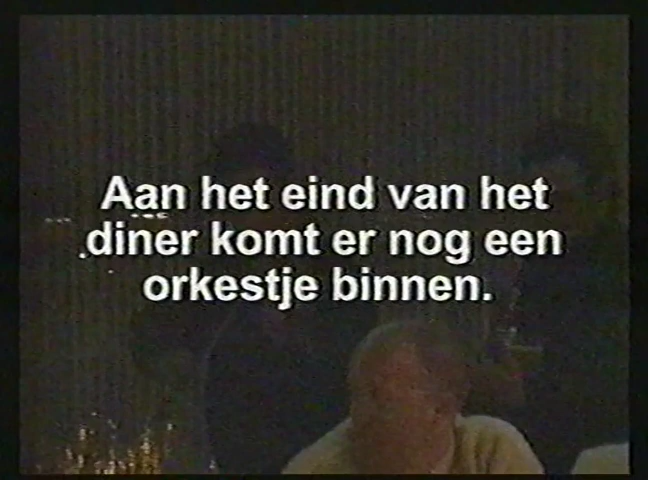 Aan het eind van het
diner komt er nog een
orkestje binnen.